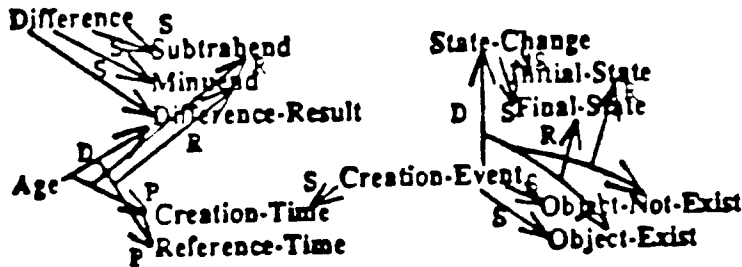 Difference S
S Subtrahend
S Minuend
Difference-Result
D R R
Age
P Creation-Time
P Reference-Time
State-Change
S Initial-State
S Final-State
D R R
S Creation-Event
S Object-Not-Exist
S Object-Exist